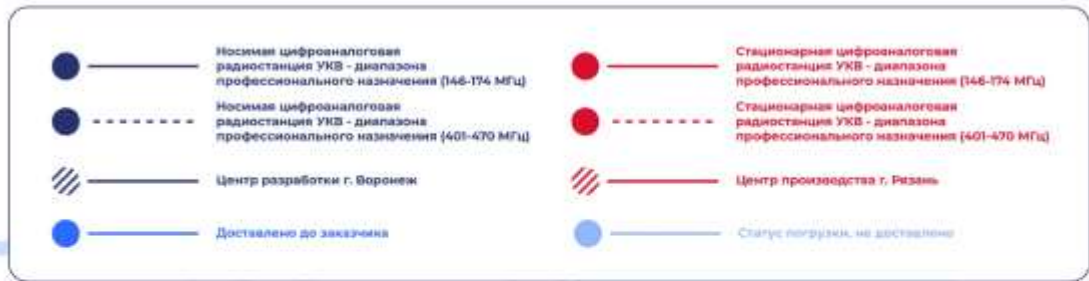 Носимая цифроаналоговая
радиостанция УКВ - диапазона
профессионального назначения (146-174 МГц)
Носимая цифроаналоговая
радиостанция УКВ - диапазона
профессионального назначения (401-470 МГц)
Центр разработки г. Воронеж
Доставлено до заказчика
Стационарная цифроаналоговая
радиостанция УКВ - диапазона
профессионального назначения (146-174 МГц)
Стационарная цифроаналоговая
радиостанция УКВ - диапазона
профессионального назначения (401-470 МГц)
Центр производства г. Рязань
Статус погрузки, не доставлено